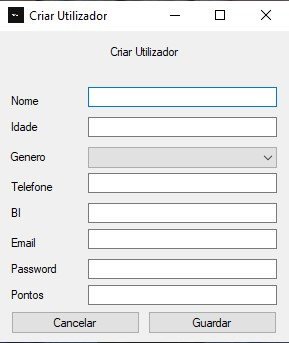 Criar Utilizador
Criar Utilizador
Nome
Idade
Genero
Telefone
BI
Email
Password
Pontos
Cancelar Guardar